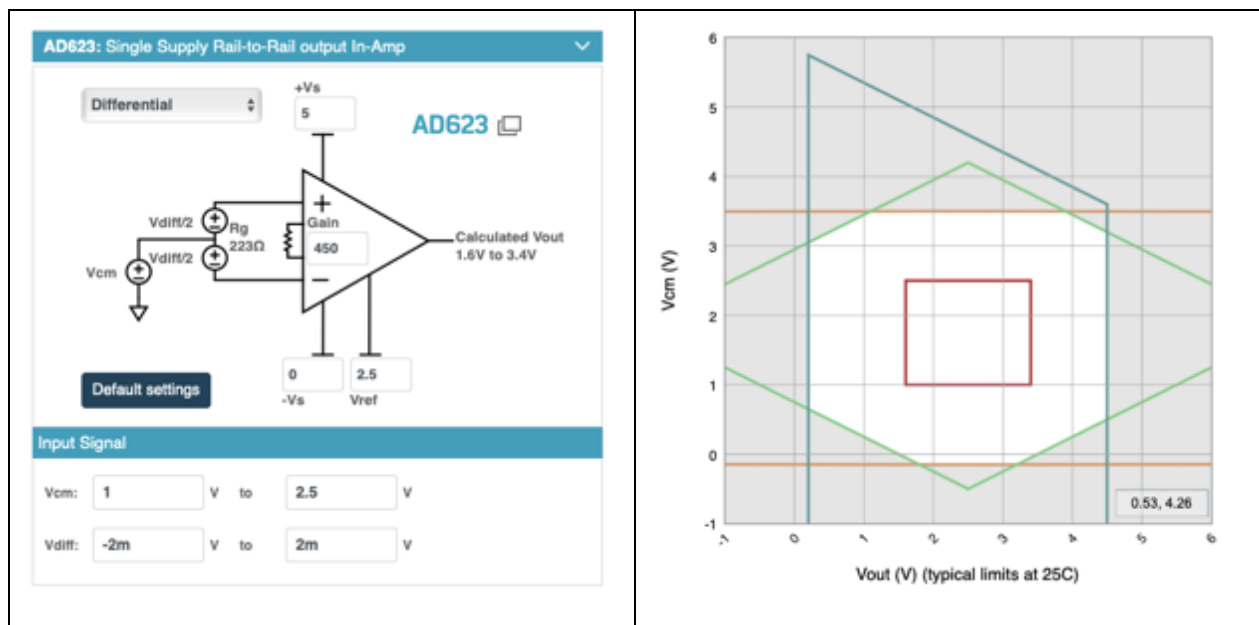 AD623: Single Supply Rail-to-Rail output In-Amp
Differential
+Vs
5
AD623
Vdiff/2
Rg
223Ω
Gain
450
Vdiff/2
Vcm
Calculated Vout
1.6V to 3.4V
0
2.5
-Vs
Vref
Default settings
Input Signal
Vcm: 1 V to 2.5 V
Vdiff: -2m V to 2m V
6
5
4
3
2
1
0
-1
Vcm (V)
0.53, 4.26
-1 0 1 2 3 4 5 6
Vout (V) (typical limits at 25C)